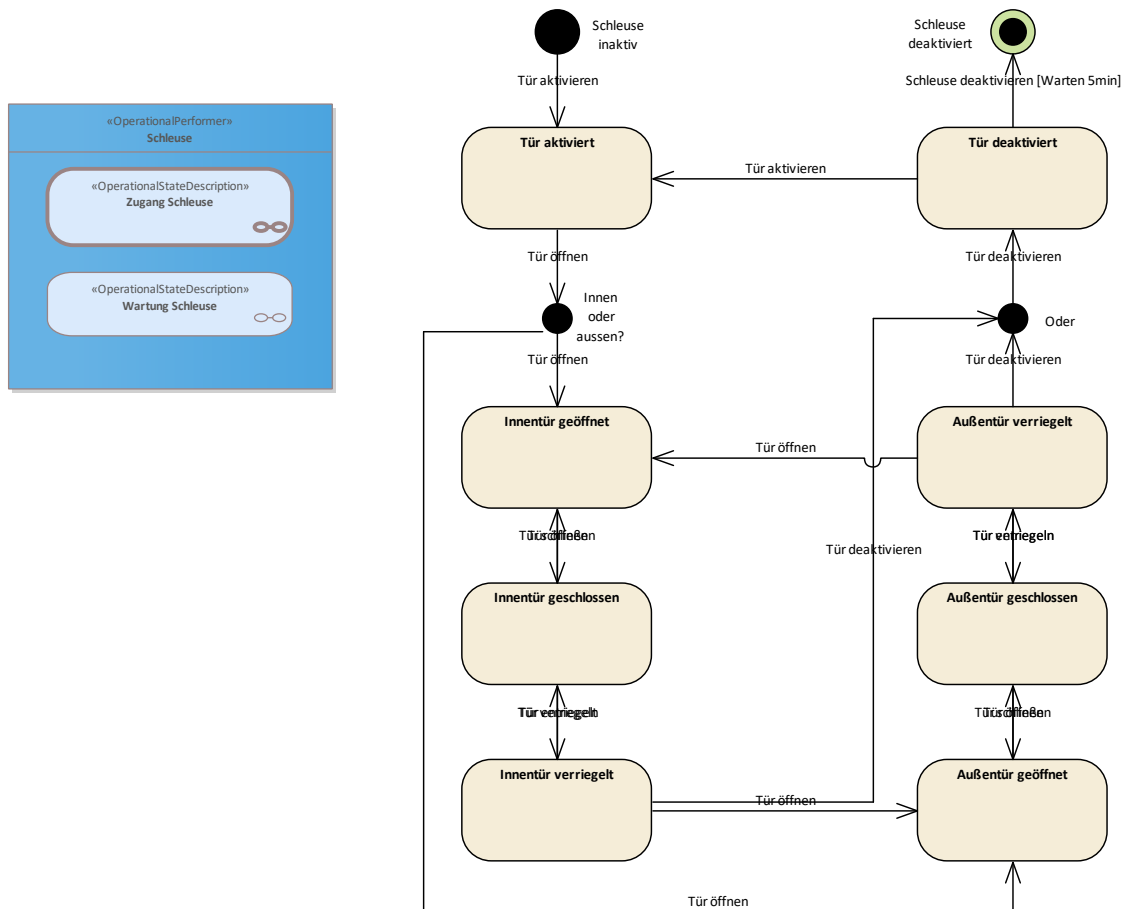 «OperationalPerformer»
Schleuse
«OperationalStateDescription»
Zugang Schleuse
«OperationalStateDescription»
Wartung Schleuse
Schleuse
inaktiv
Schleuse
deaktiviert
Tür aktivieren
Schleuse deaktivieren [Warten 5min]
Tür aktiviert
Tür deaktiviert
Tür aktivieren
Tür öffnen
Tür deaktivieren
Innen
oder
aussen?
Oder
Tür öffnen
Tür deaktivieren
Innentür geöffnet
Außentür verriegelt
Tür öffnen
Tür deaktivieren
Innentür geschlossen
Außentür geschlossen
Innentür verriegelt
Außentür geöffnet
Tür öffnen
Tür öffnen